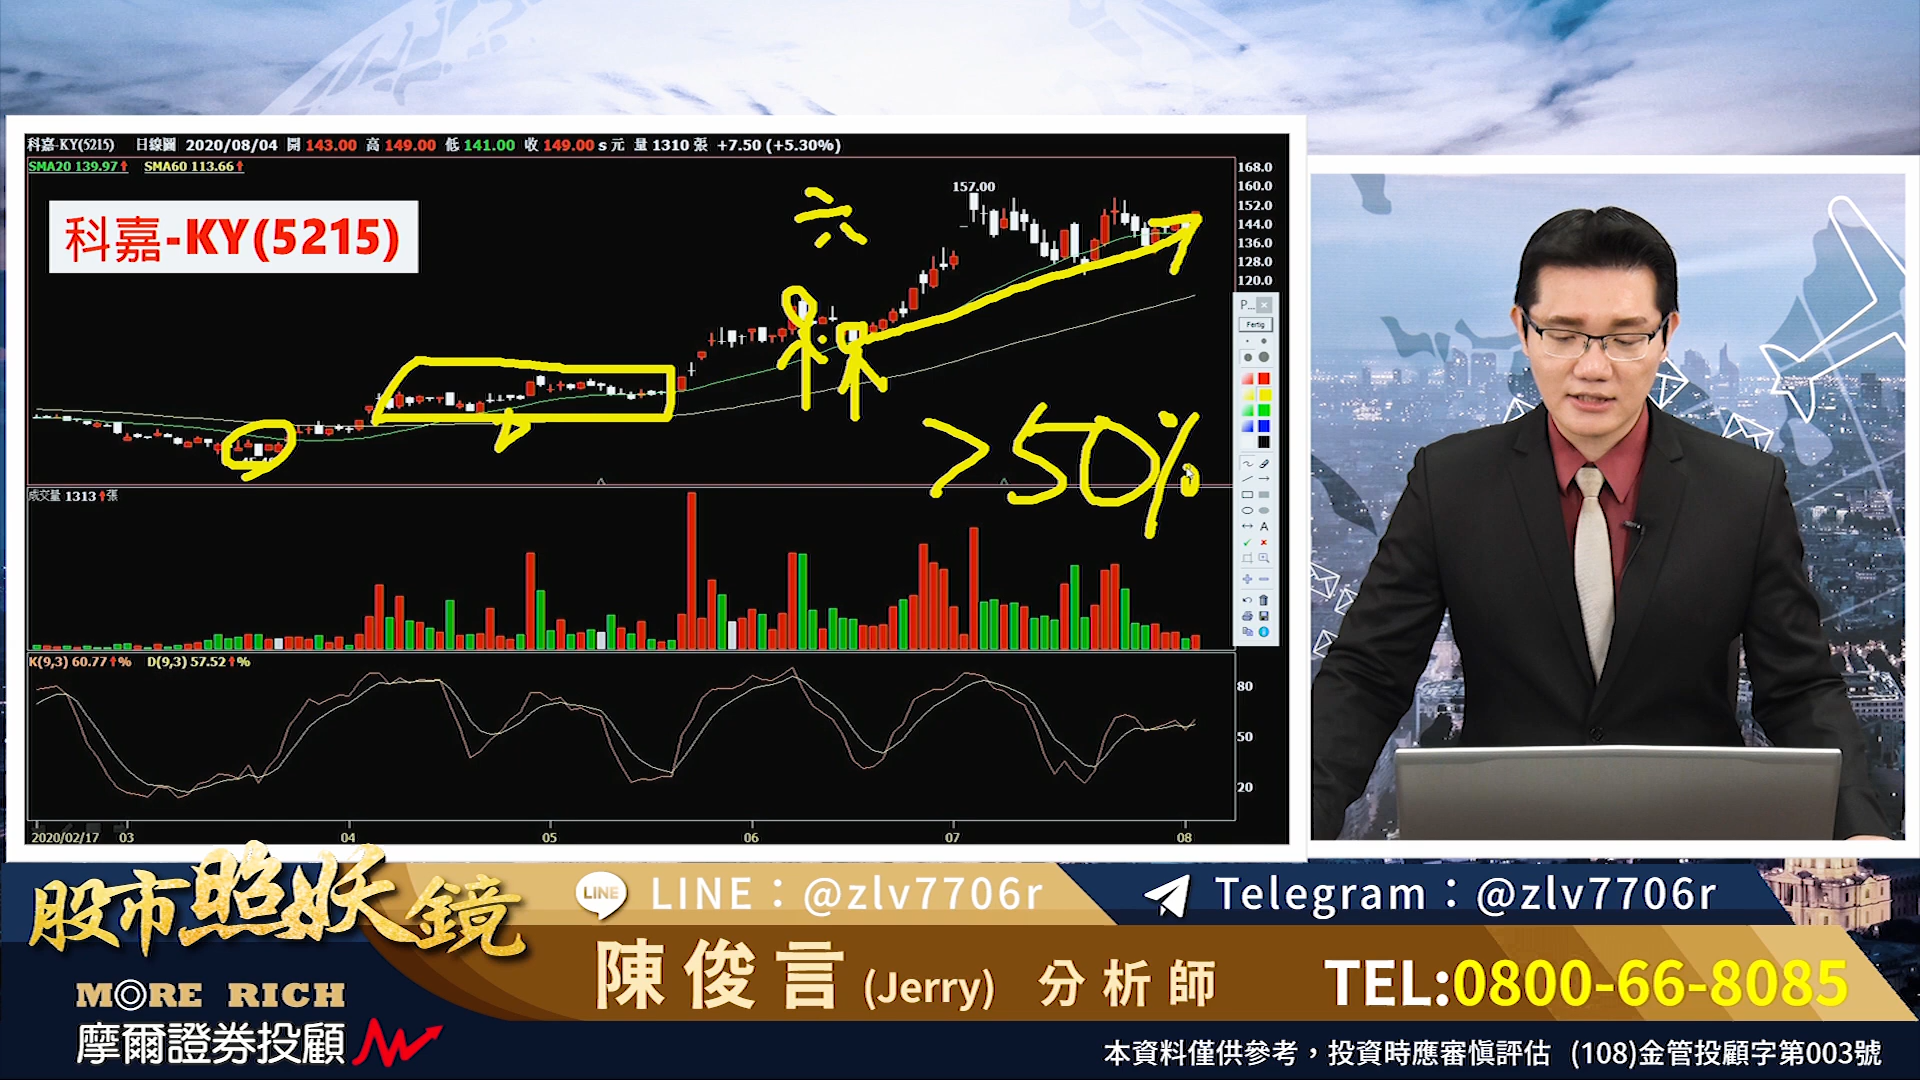 科嘉-KY(5215) 日線圖 2020/08/04 開 143.00 高 149.00 低 141.00 收 149.00 s 元 量 1310 張 +7.50 (+5.30%)
SMA20 139.97↑ SMA60 113.66↑
科嘉-KY(5215)
六
157.00
168.0
160.0
152.0
144.0
136.0
128.0
120.0
P...
Fertig
>50%
成交量 1313↑張
K(9,3) 60.77↑% D(9,3) 57.52↑%
80
50
20
2020/02/17 03 04 05 06 07 08
股市照妖鏡
LINE LINE：@zlv7706r
Telegram：@zlv7706r
陳俊言 (Jerry) 分析師
TEL:0800-66-8085
MORE RICH
摩爾證券投顧
本資料僅供參考，投資時應審慎評估 (108)金管投顧字第003號